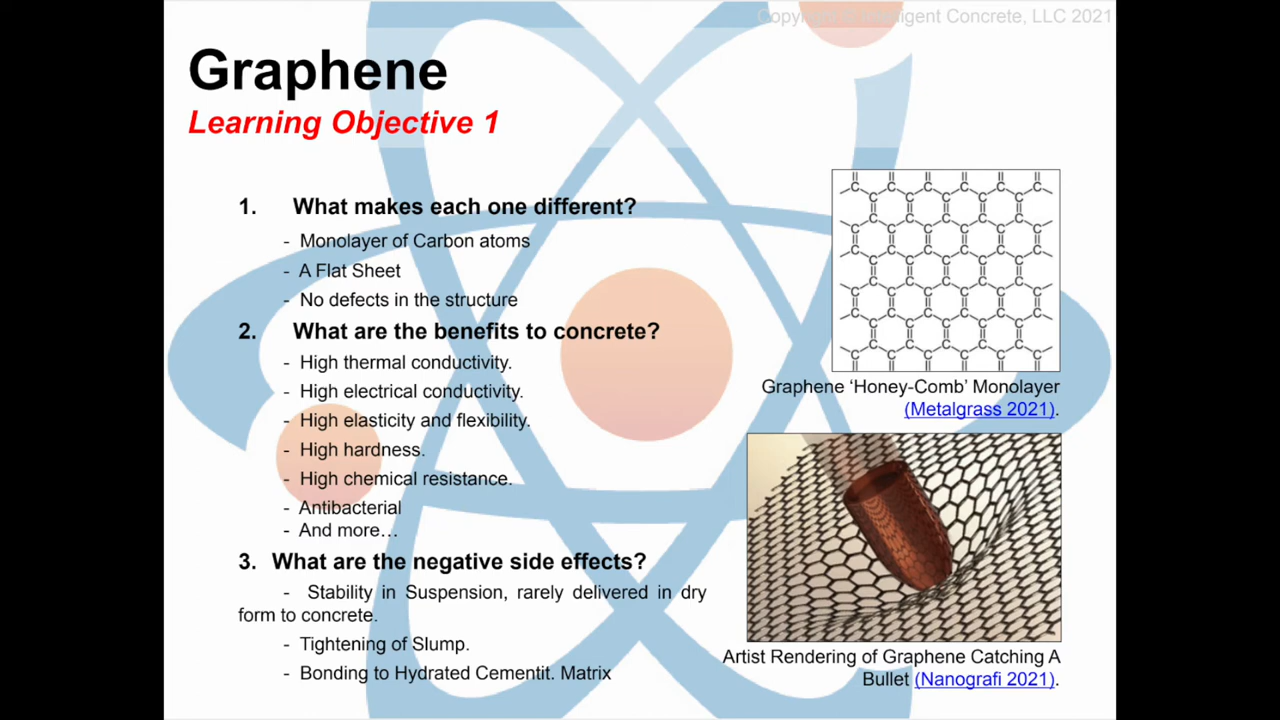 Copyright © Intelligent Concrete, LLC 2021
Graphene
Learning Objective 1
1. What makes each one different?
- Monolayer of Carbon atoms
- A Flat Sheet
- No defects in the structure
2. What are the benefits to concrete?
- High thermal conductivity.
- High electrical conductivity.
- High elasticity and flexibility.
- High hardness.
- High chemical resistance.
- Antibacterial
- And more…
3. What are the negative side effects?
- Stability in Suspension, rarely delivered in dry
form to concrete.
- Tightening of Slump.
- Bonding to Hydrated Cementit. Matrix
Graphene ‘Honey-Comb’ Monolayer
(Metalgrass 2021).
Artist Rendering of Graphene Catching A
Bullet (Nanografi 2021).